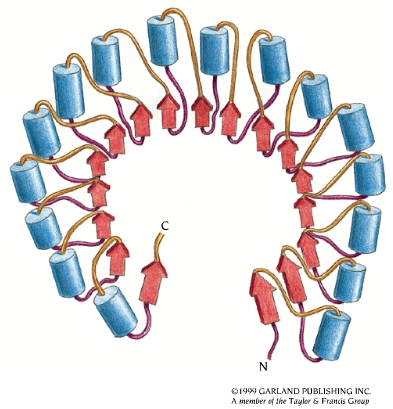 C
N
©1999 GARLAND PUBLISHING INC.
A member of the Taylor & Francis Group